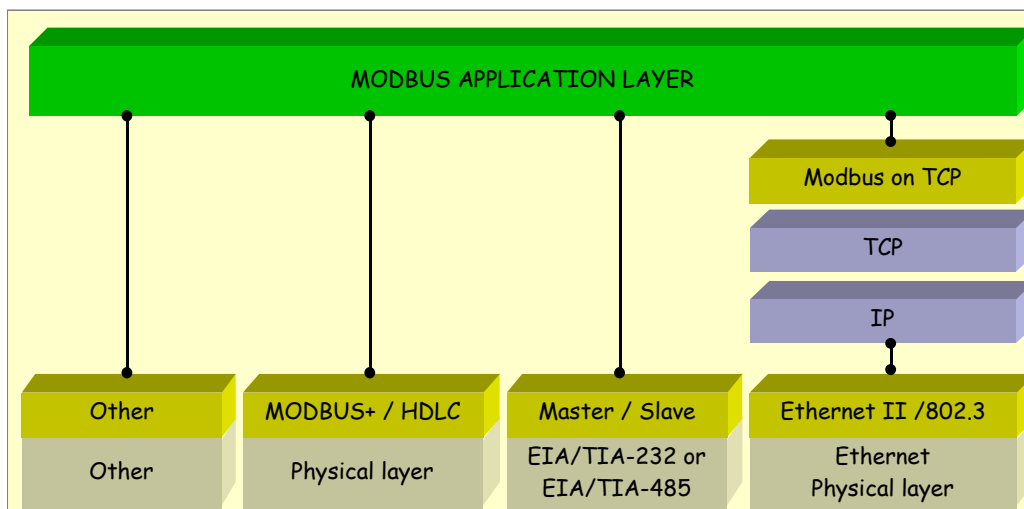 MODBUS APPLICATION LAYER
Modbus on TCP
TCP
IP
Other
MODBUS+ / HDLC
Master / Slave
Ethernet II /802.3
Other
Physical layer
EIA/TIA-232 or
EIA/TIA-485
Ethernet
Physical layer